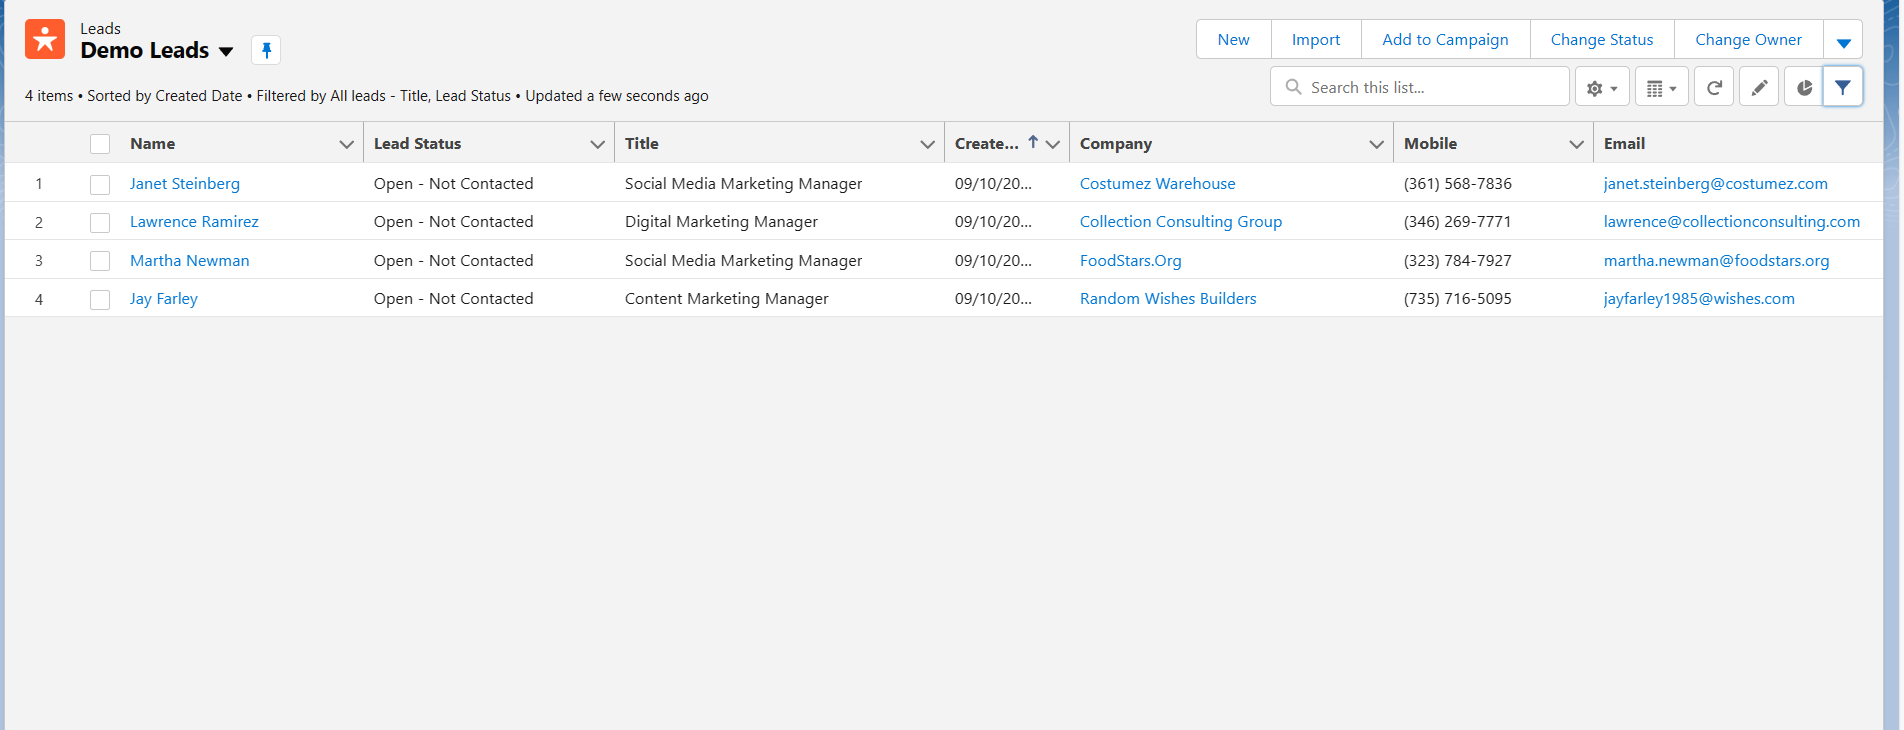 Leads
Demo Leads
New Import Add to Campaign Change Status Change Owner
4 items • Sorted by Created Date • Filtered by All leads - Title, Lead Status • Updated a few seconds ago
Search this list...
Name Lead Status Title Create... Company Mobile Email
1 Janet Steinberg Open - Not Contacted Social Media Marketing Manager 09/10/20... Costumez Warehouse (361) 568-7836 janet.steinberg@costumez.com
2 Lawrence Ramirez Open - Not Contacted Digital Marketing Manager 09/10/20... Collection Consulting Group (346) 269-7771 lawrence@collectionconsulting.com
3 Martha Newman Open - Not Contacted Social Media Marketing Manager 09/10/20... FoodStars.Org (323) 784-7927 martha.newman@foodstars.org
4 Jay Farley Open - Not Contacted Content Marketing Manager 09/10/20... Random Wishes Builders (735) 716-5095 jayfarley1985@wishes.com